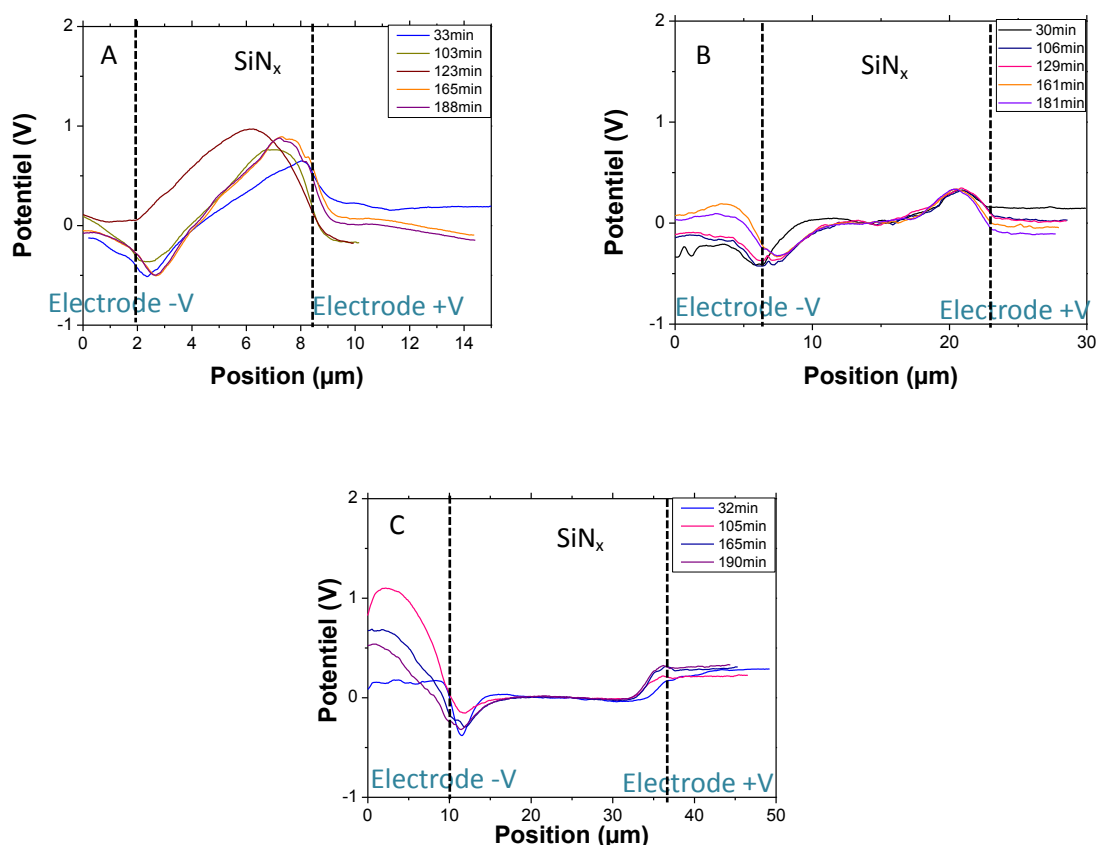 A
SiNx
33min
103min
123min
165min
188min
2
1
0
-1
Potentiel (V)
Electrode -V
Electrode +V
0 2 4 6 8 10 12 14
Position (µm)
B
SiNx
30min
106min
129min
161min
181min
2
1
0
-1
Potentiel (V)
Electrode -V
Electrode +V
0 10 20 30
Position (µm)
C
SiNx
32min
105min
165min
190min
2
1
0
-1
Potentiel (V)
Electrode -V
Electrode +V
0 10 20 30 40 50
Position (µm)